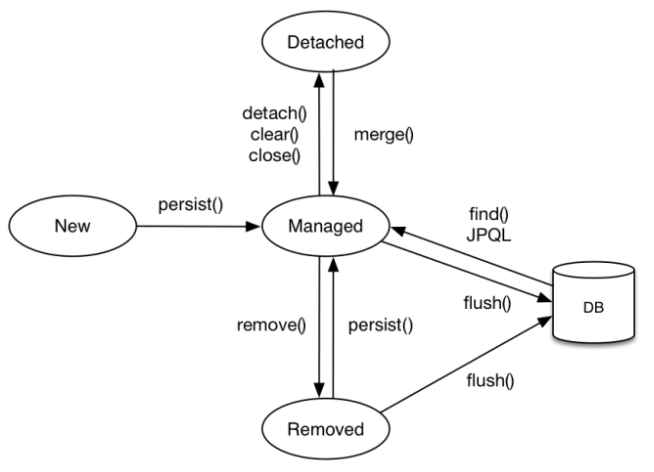 Detached
detach()
clear()
close()
merge()
New
persist()
Managed
find()
JPQL
flush()
DB
remove()
persist()
flush()
Removed